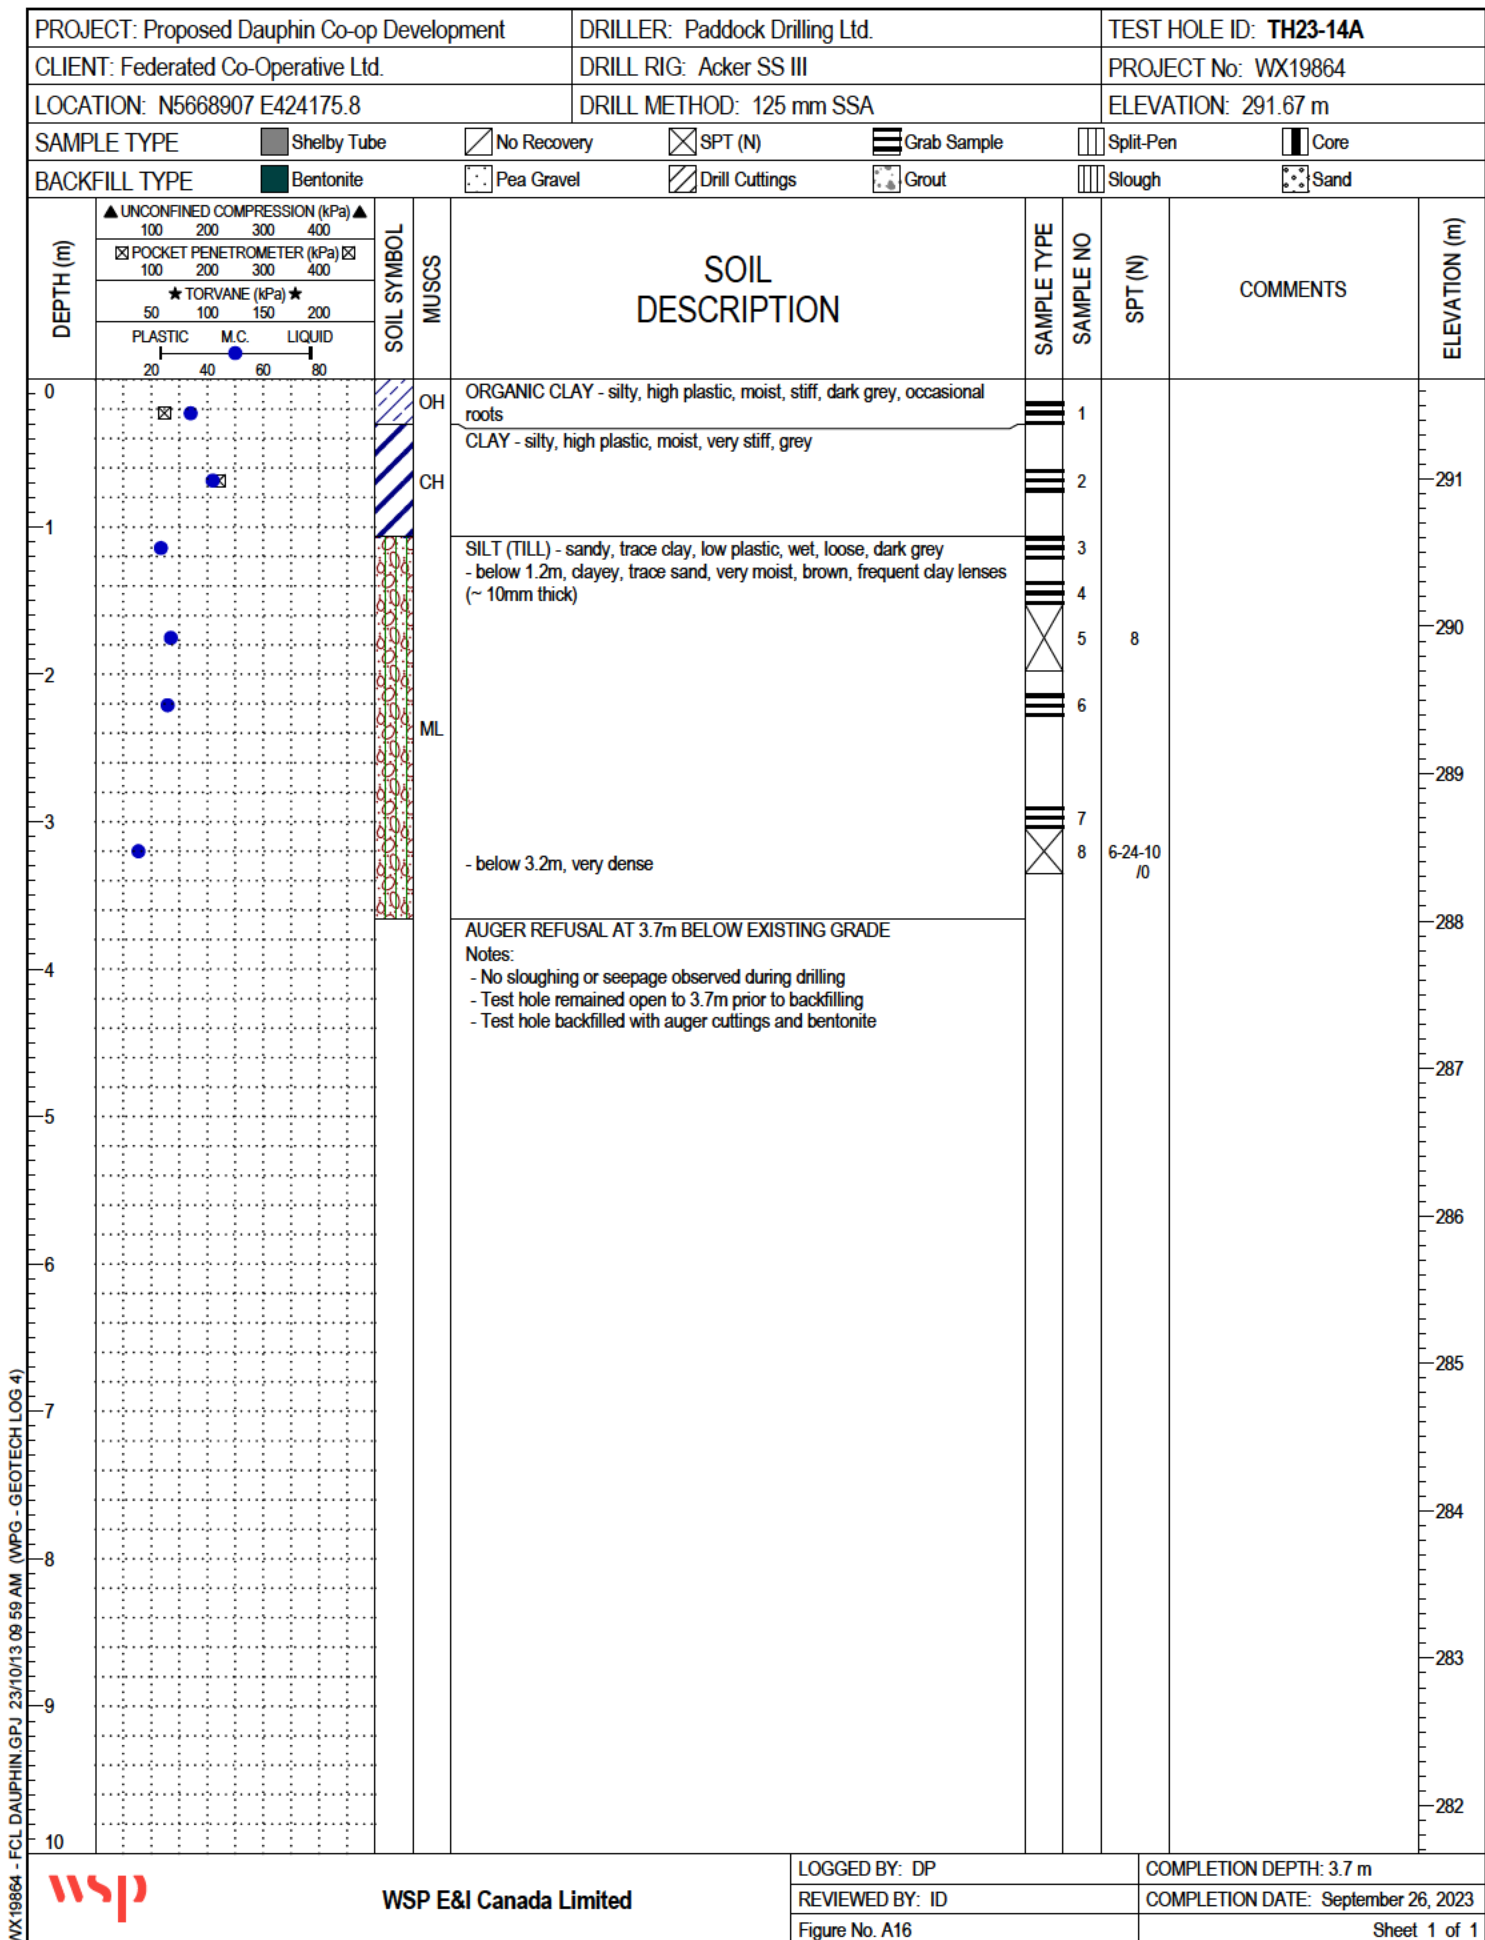 PROJECT: Proposed Dauphin Co-op Development
DRILLER: Paddock Drilling Ltd.
TEST HOLE ID: TH23-14A
CLIENT: Federated Co-Operative Ltd.
DRILL RIG: Acker SS III
PROJECT No: WX19864
LOCATION: N5668907 E424175.8
DRILL METHOD: 125 mm SSA
ELEVATION: 291.67 m
SAMPLE TYPE
Shelby Tube
No Recovery
SPT (N)
Grab Sample
Split-Pen
Core
BACKFILL TYPE
Bentonite
Pea Gravel
Drill Cuttings
Grout
Slough
Sand
DEPTH (m)
UNCONFINED COMPRESSION (kPa)
100 200 300 400
POCKET PENETROMETER (kPa)
100 200 300 400
★ TORVANE (kPa) ★
50 100 150 200
PLASTIC M.C. LIQUID
20 40 60 80
SOIL SYMBOL
MUSCS
SOIL
DESCRIPTION
SAMPLE TYPE
SAMPLE NO
SPT (N)
COMMENTS
ELEVATION (m)
0
OH
ORGANIC CLAY - silty, high plastic, moist, stiff, dark grey, occasional
roots
1
CLAY - silty, high plastic, moist, very stiff, grey
CH
2
291
1
SILT (TILL) - sandy, trace clay, low plastic, wet, loose, dark grey
3
- below 1.2m, clayey, trace sand, very moist, brown, frequent clay lenses
(~ 10mm thick)
4
290
5
8
2
6
ML
289
3
7
- below 3.2m, very dense
8
6-24-10
/0
288
AUGER REFUSAL AT 3.7m BELOW EXISTING GRADE
Notes:
- No sloughing or seepage observed during drilling
- Test hole remained open to 3.7m prior to backfilling
- Test hole backfilled with auger cuttings and bentonite
4
287
5
286
6
285
7
284
8
283
9
282
10
WX19864 - FCL DAUPHIN.GPJ 23/10/13 09 59 AM (WPG - GEOTECH LOG 4)
wsp
WSP E&I Canada Limited
LOGGED BY: DP
COMPLETION DEPTH: 3.7 m
REVIEWED BY: ID
COMPLETION DATE: September 26, 2023
Figure No. A16
Sheet 1 of 1